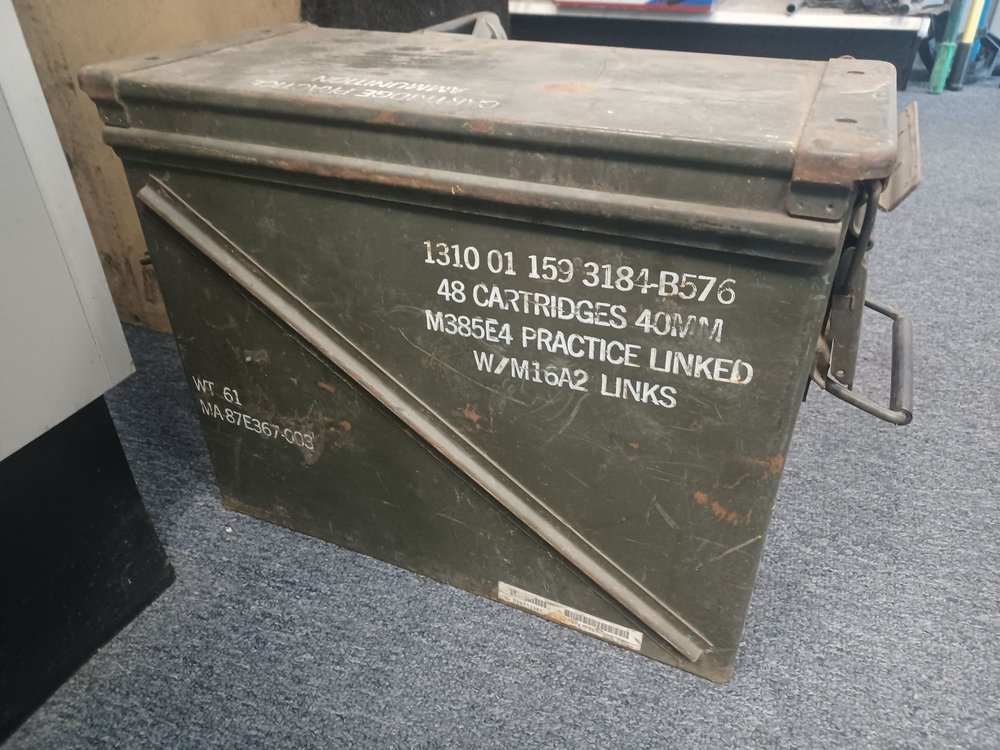 CARTRIDGE PRACTICE
AMMUNITION
1310 01 159 3184-B576
48 CARTRIDGES 40MM
M385E4 PRACTICE LINKED
W/M16A2 LINKS
WT 61
MA-87E367-003